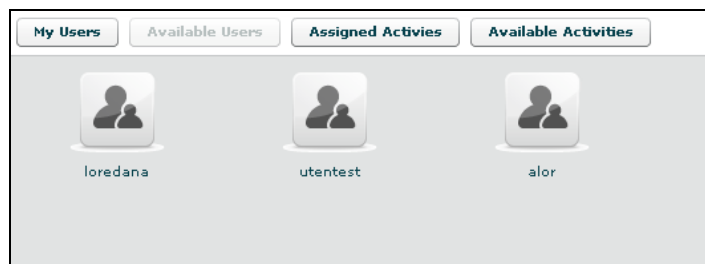 My Users Available Users Assigned Activies Available Activities
loredana utentest alor